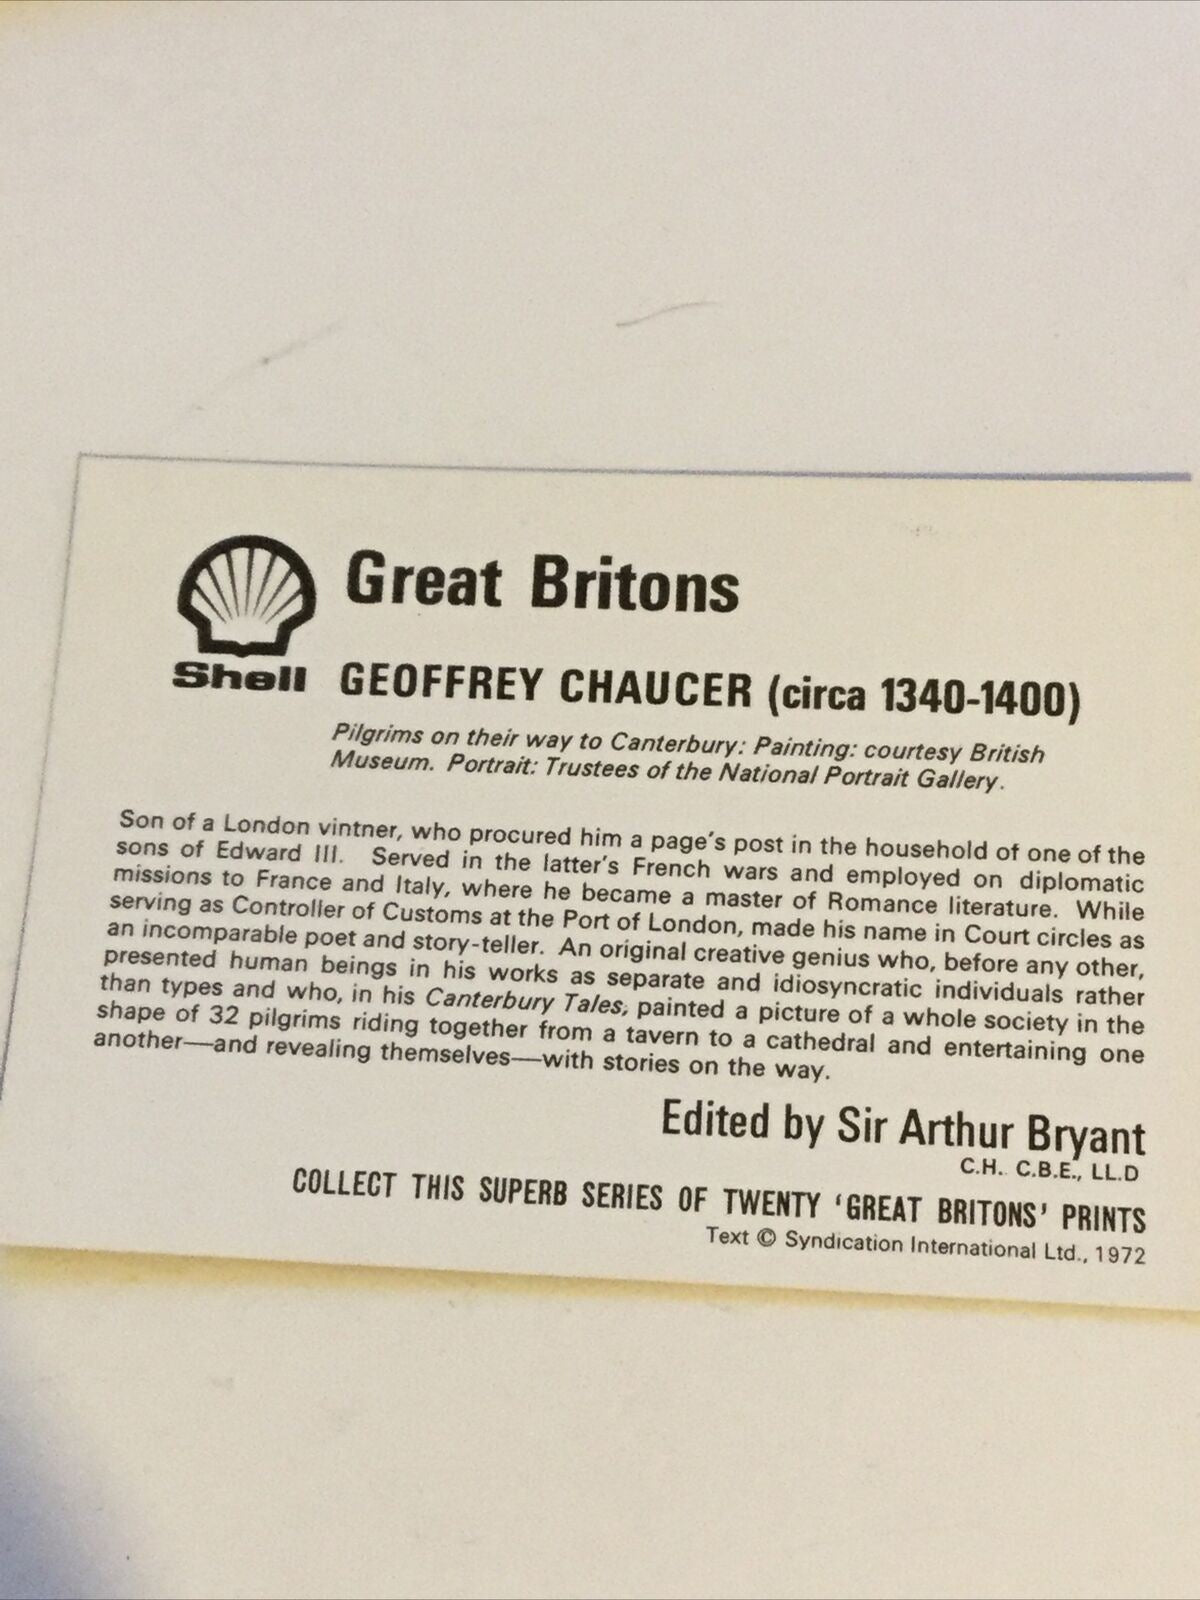 Great Britons
Shell
GEOFFREY CHAUCER (circa 1340-1400)
Pilgrims on their way to Canterbury: Painting: courtesy British
Museum. Portrait: Trustees of the National Portrait Gallery.
Son of a London vintner, who procured him a page's post in the household of one of the
sons of Edward III. Served in the latter's French wars and employed on diplomatic
missions to France and Italy, where he became a master of Romance literature. While
serving as Controller of Customs at the Port of London, made his name in Court circles as
an incomparable poet and story-teller. An original creative genius who, before any other,
presented human beings in his works as separate and idiosyncratic individuals rather
than types and who, in his Canterbury Tales, painted a picture of a whole society in the
shape of 32 pilgrims riding together from a tavern to a cathedral and entertaining one
another—and revealing themselves—with stories on the way.
Edited by Sir Arthur Bryant
C.H. C.B.E., LL.D
COLLECT THIS SUPERB SERIES OF TWENTY 'GREAT BRITONS' PRINTS
Text © Syndication International Ltd., 1972